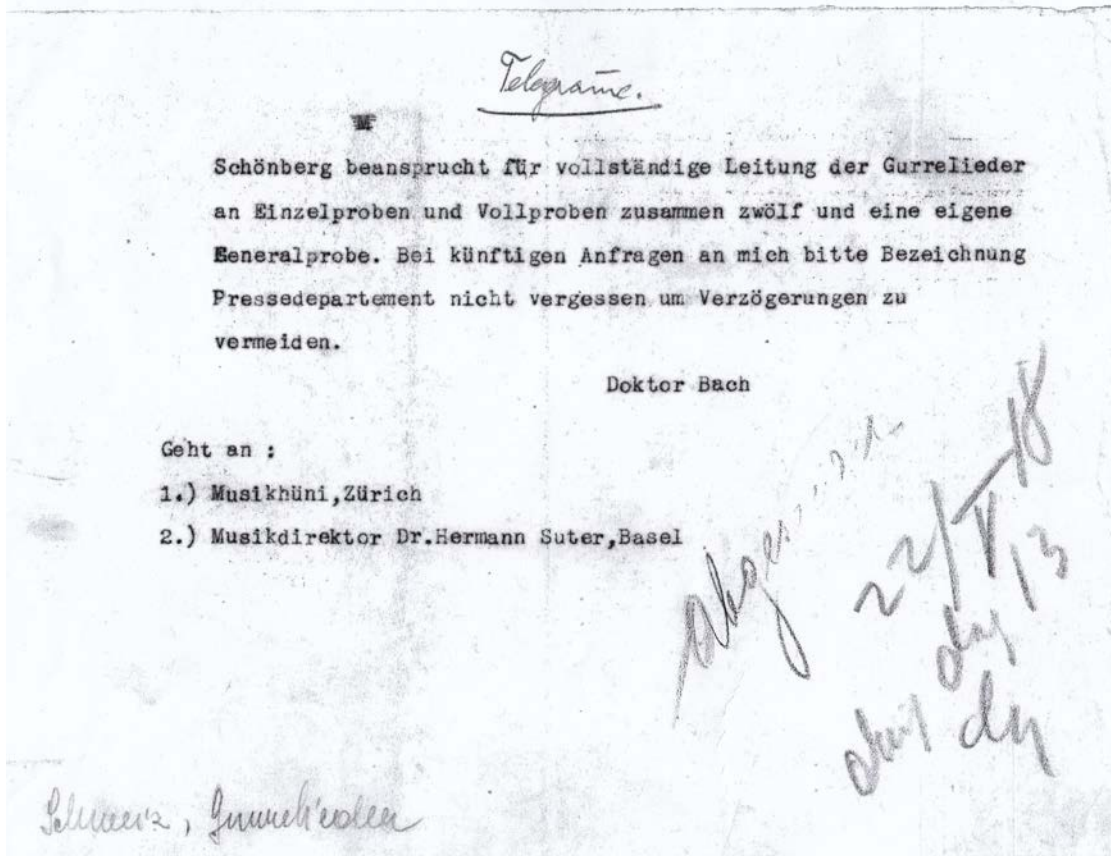 Telegram̅e.
Schönberg beansprucht für vollständige Leitung der Gurrelieder
an Einzelproben und Vollproben zusammen zwölf und eine eigene
Generalprobe. Bei künftigen Anfragen an mich bitte Bezeichnung
Pressedepartement nicht vergessen um Verzögerungen zu
vermeiden.
Doktor Bach
Geht an :
1.) Musikhüni,Zürich
2.) Musikdirektor Dr.Hermann Suter,Basel
22/V 18
Schweiz, Gurrelieder